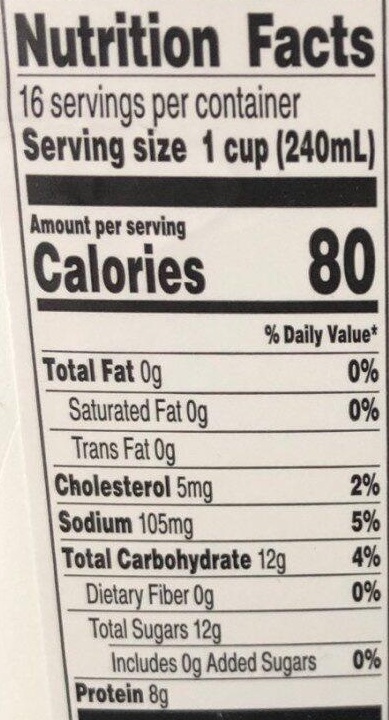 Nutrition Facts
16 servings per container
Serving size 1 cup (240mL)
Amount per serving
Calories 80
% Daily Value*
Total Fat 0g 0%
Saturated Fat 0g 0%
Trans Fat 0g
Cholesterol 5mg 2%
Sodium 105mg 5%
Total Carbohydrate 12g 4%
Dietary Fiber 0g 0%
Total Sugars 12g
Includes 0g Added Sugars 0%
Protein 8g